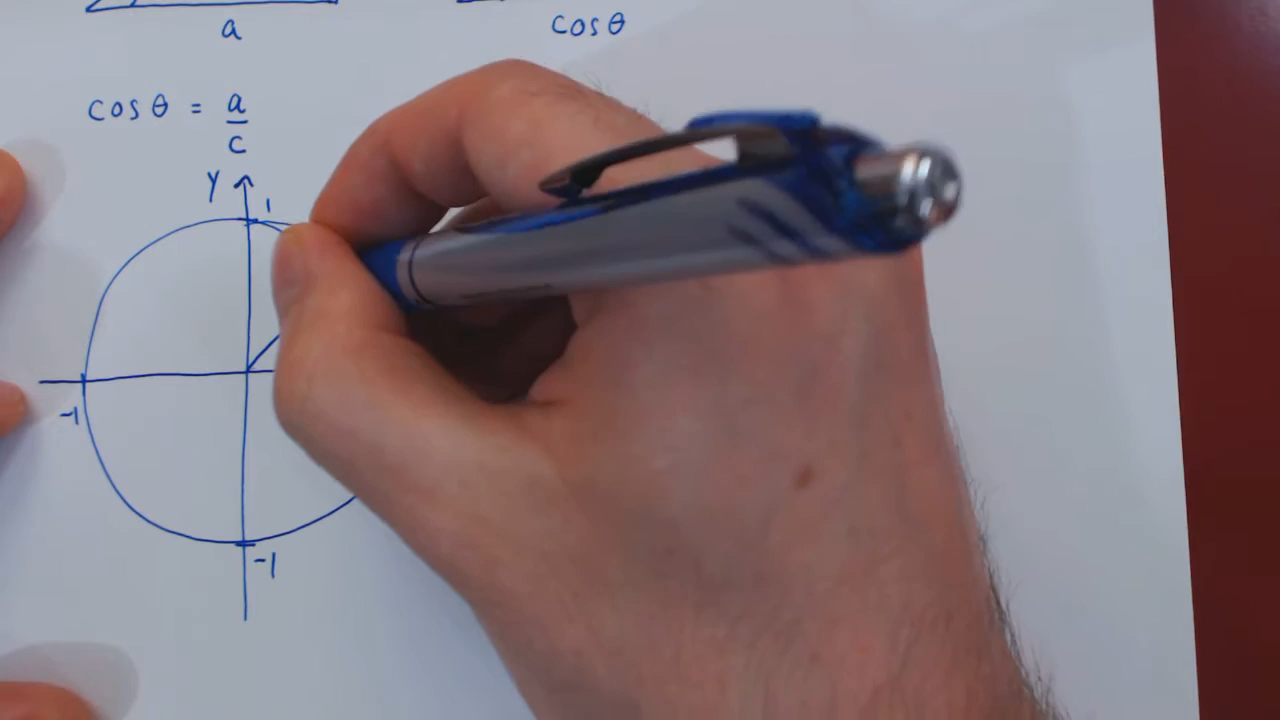 a
cos θ
cos θ = a
c
y
1
-1
-1